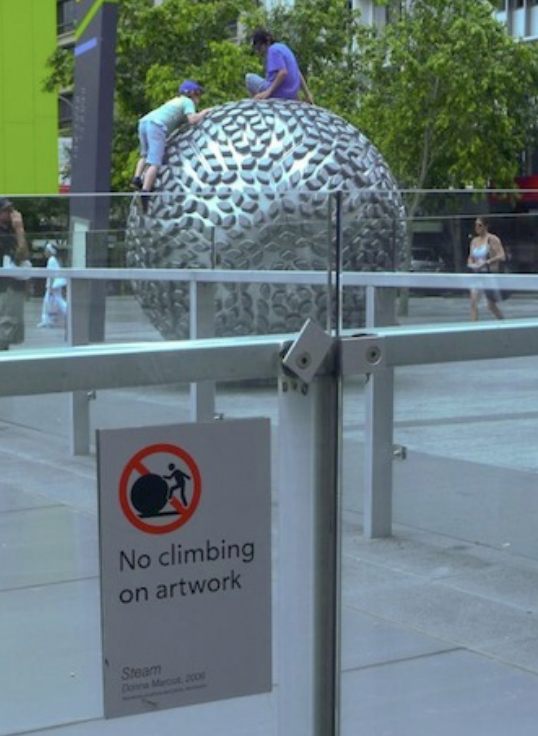 No climbing
on artwork
Steam
Donna Marcus, 2006